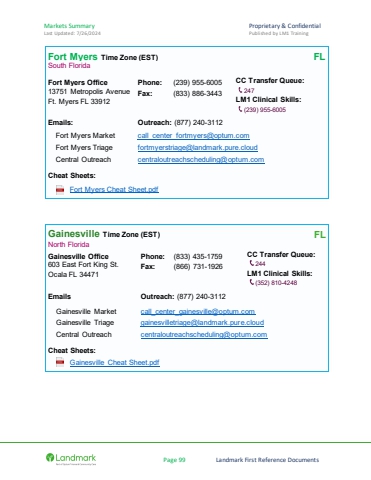 Markets Summary Proprietary & Confidential
Last Updated: 7/26/2024 Published by LMK Training
Fort Myers Time Zone (EST) FL
South Florida
Fort Myers Office Phone: (239) 955-6005 CC Transfer Queue:
13751 Metropolis Avenue Fax: (833) 886-3443 247
Ft. Myers FL 33912 LM1 Clinical Skills:
(239) 955-6005
Emails: Outreach: (877) 240-3112
Fort Myers Market call_center_fortmyers@optum.com
Fort Myers Triage fortmyerstriage@landmark.pure.cloud
Central Outreach centraloutreachscheduling@optum.com
Cheat Sheets:
Fort Myers Cheat Sheet.pdf
Gainesville Time Zone (EST) FL
North Florida
Gainesville Office Phone: (833) 435-1759 CC Transfer Queue:
603 East Fort King St. Fax: (866) 731-1926 244
Ocala FL 34471 LM1 Clinical Skills:
(352) 810-4248
Emails Outreach: (877) 240-3112
Gainesville Market call_center_gainesville@optum.com
Gainesville Triage gainesvilletriage@landmark.pure.cloud
Central Outreach centraloutreachscheduling@optum.com
Cheat Sheets:
Gainesville Cheat Sheet.pdf
Landmark Page 99 Landmark First Reference Documents